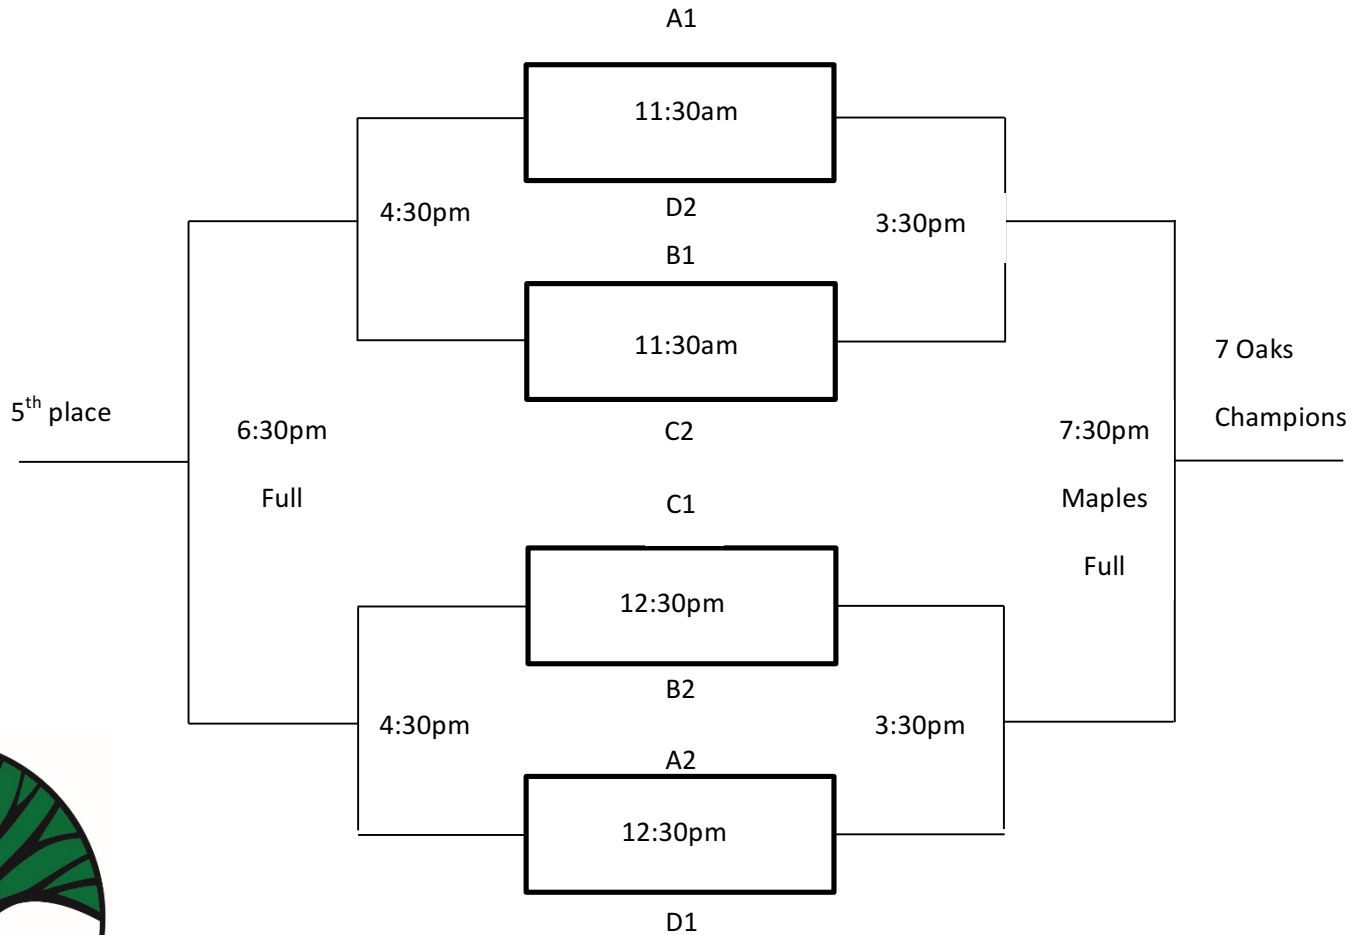 A1
11:30am
4:30pm
D2
3:30pm
B1
11:30am
7 Oaks
5th place
Champions
6:30pm
C2
7:30pm
Full
C1
Maples
Full
12:30pm
B2
4:30pm
3:30pm
A2
12:30pm
D1